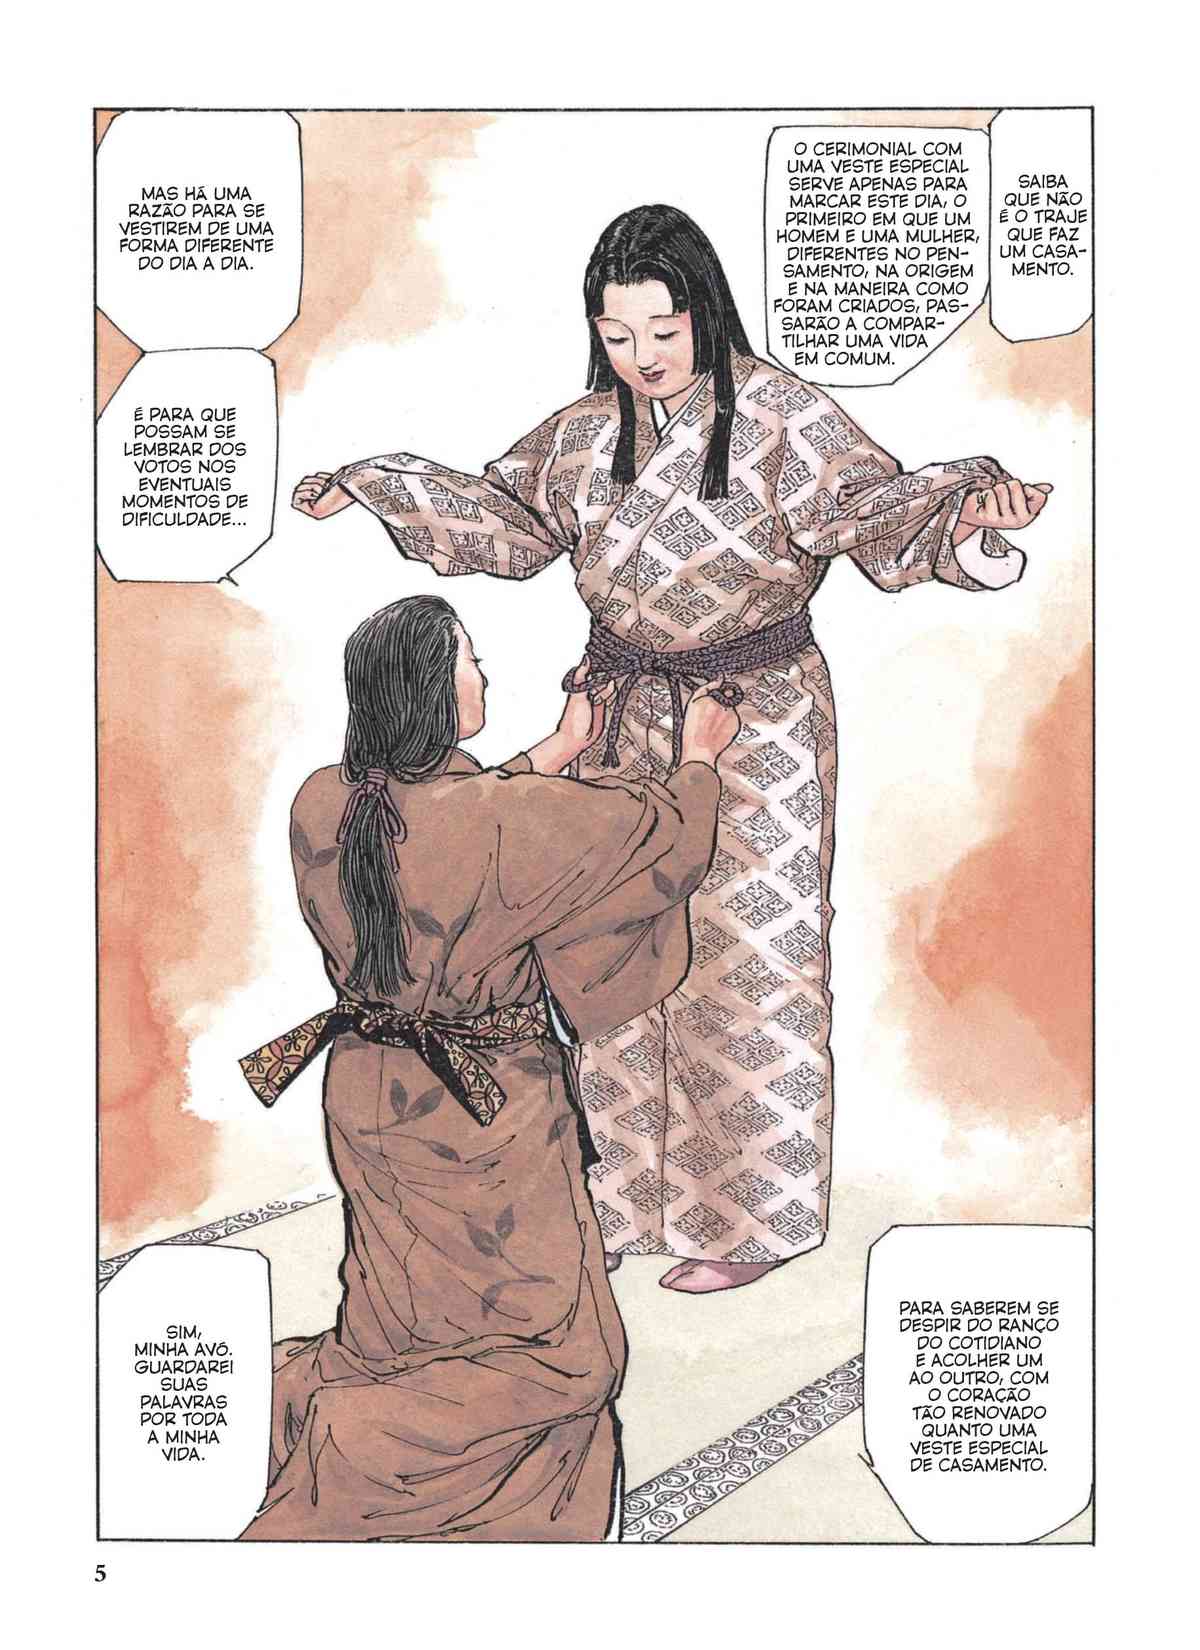 SAIBA
QUE NÃO
É O TRAJE
QUE FAZ
UM CASA-
MENTO.
O CERIMONIAL COM
UMA VESTE ESPECIAL
SERVE APENAS PARA
MARCAR ESTE DIA, O
PRIMEIRO EM QUE UM
HOMEM E UMA MULHER,
DIFERENTES NO PEN-
SAMENTO, NA ORIGEM
E NA MANEIRA COMO
FORAM CRIADOS, PAS-
SARÃO A COMPAR-
TILHAR UMA VIDA
EM COMUM.
MAS HÁ UMA
RAZÃO PARA SE
VESTIREM DE UMA
FORMA DIFERENTE
DO DIA A DIA.
É PARA QUE
POSSAM SE
LEMBRAR DOS
VOTOS NOS
EVENTUAIS
MOMENTOS DE
DIFICULDADE...
PARA SABEREM SE
DESPIR DO RANÇO
DO COTIDIANO
E ACOLHER UM
AO OUTRO, COM
O CORAÇÃO
TÃO RENOVADO
QUANTO UMA
VESTE ESPECIAL
DE CASAMENTO.
SIM,
MINHA AVÓ.
GUARDAREI
SUAS
PALAVRAS
POR TODA
A MINHA
VIDA.
5